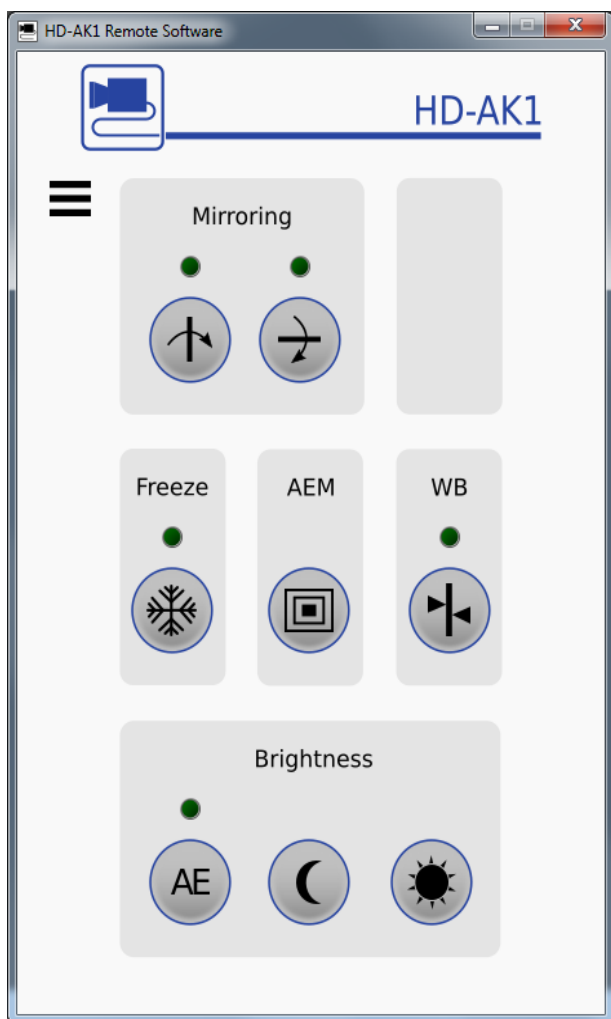 HD-AK1 Remote Software
HD-AK1
Mirroring
Freeze
AEM
WB
Brightness
AE